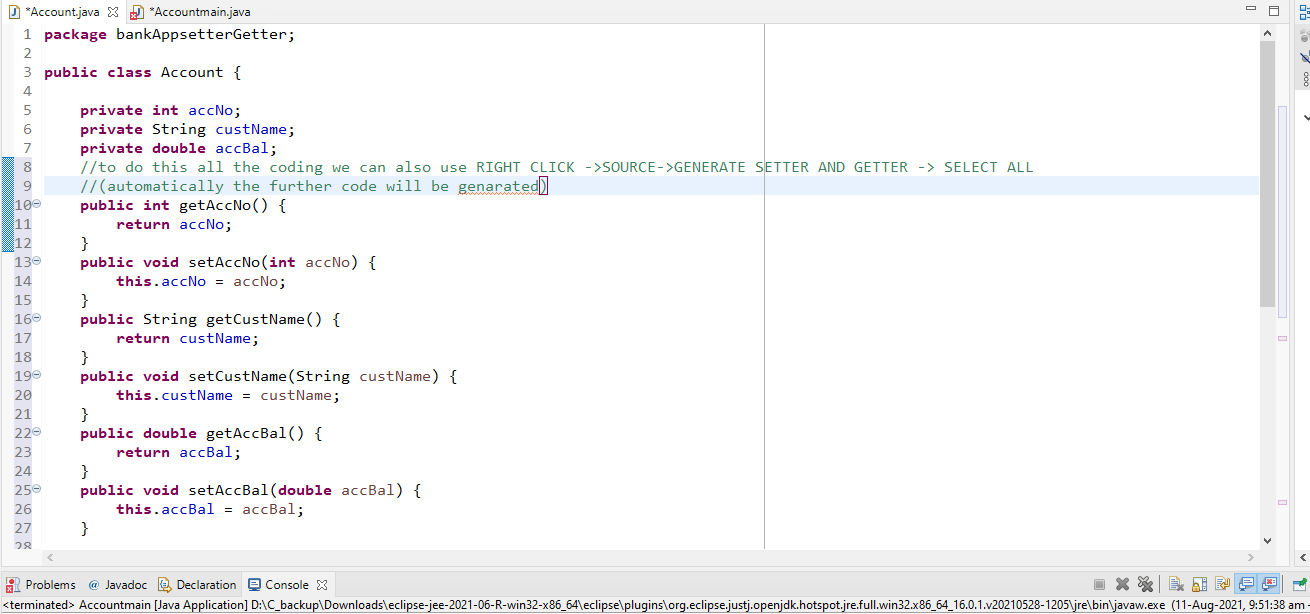 *Account.java
*Accountmain.java
1 package bankAppsetterGetter;
2
3 public class Account {
4
5 private int accNo;
6 private String custName;
7 private double accBal;
8 //to do this all the coding we can also use RIGHT CLICK ->SOURCE->GENERATE SETTER AND GETTER -> SELECT ALL
9 //(automatically the further code will be genarated)
10 public int getAccNo() {
11 return accNo;
12 }
13 public void setAccNo(int accNo) {
14 this.accNo = accNo;
15 }
16 public String getCustName() {
17 return custName;
18 }
19 public void setCustName(String custName) {
20 this.custName = custName;
21 }
22 public double getAccBal() {
23 return accBal;
24 }
25 public void setAccBal(double accBal) {
26 this.accBal = accBal;
27 }
28
Problems @ Javadoc Declaration Console
<terminated> Accountmain [Java Application] D:\C_backup\Downloads\eclipse-jee-2021-06-R-win32-x86_64\eclipse\plugins\org.eclipse.justj.openjdk.hotspot.jre.full.win32.x86_64_16.0.1.v20210528-1205\jre\bin\javaw.exe (11-Aug-2021, 9:51:38 am